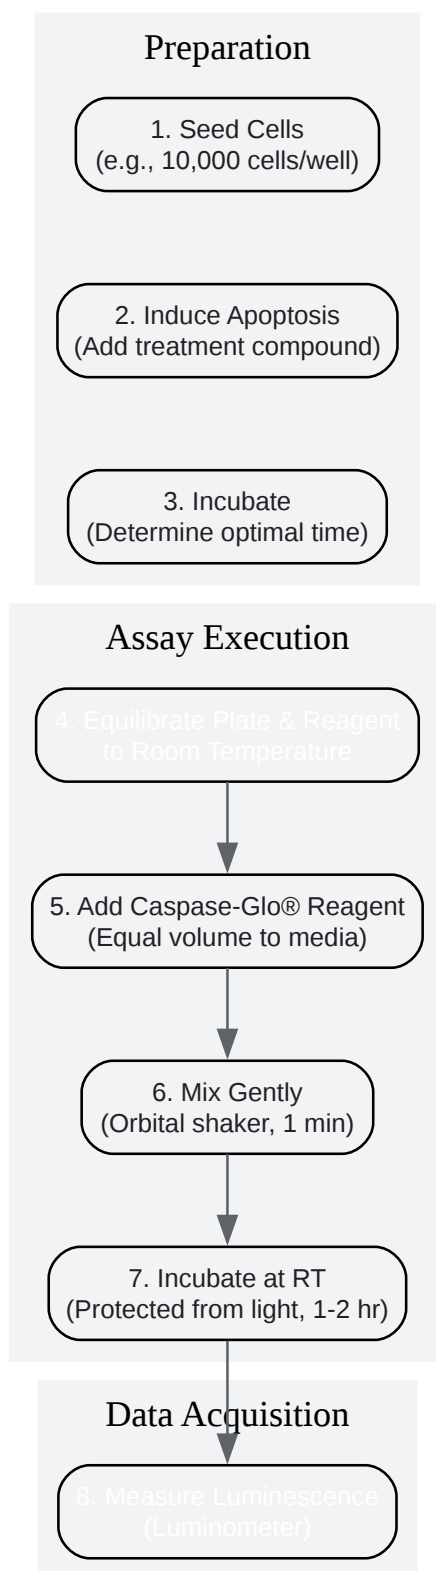 Preparation
1. Seed Cells
(e.g., 10,000 cells/well)
2. Induce Apoptosis
(Add treatment compound)
3. Incubate
(Determine optimal time)
Assay Execution
4. Equilibrate Plate & Reagent
to Room Temperature
5. Add Caspase-Glo® Reagent
(Equal volume to media)
6. Mix Gently
(Orbital shaker, 1 min)
7. Incubate at RT
(Protected from light, 1-2 hr)
Data Acquisition
8. Measure Luminescence
(Luminometer)